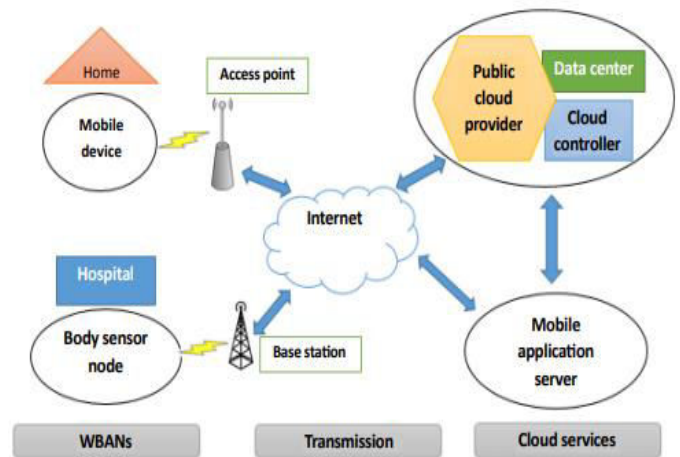 Home
Mobile
device
Access point
Public
cloud
provider
Data center
Cloud
controller
Internet
Hospital
Body sensor
node
Base station
Mobile
application
server
WBANs
Transmission
Cloud services